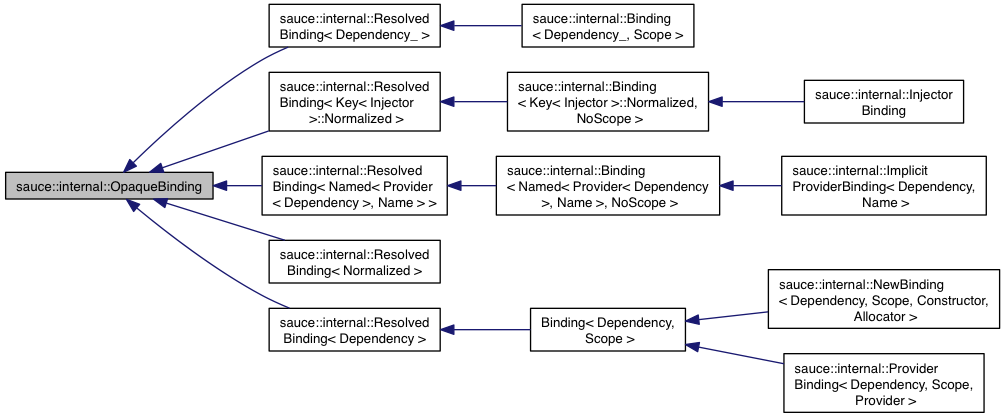 sauce::internal::Resolved
Binding< Dependency_ >
sauce::internal::Binding
< Dependency_, Scope >
sauce::internal::Resolved
Binding< Key< Injector
>::Normalized >
sauce::internal::Binding
< Key< Injector >::Normalized,
NoScope >
sauce::internal::Injector
Binding
sauce::internal::OpaqueBinding
sauce::internal::Resolved
Binding< Named< Provider
< Dependency >, Name > >
sauce::internal::Binding
< Named< Provider< Dependency
>, Name >, NoScope >
sauce::internal::Implicit
ProviderBinding< Dependency,
Name >
sauce::internal::Resolved
Binding< Normalized >
sauce::internal::Resolved
Binding< Dependency >
Binding< Dependency,
Scope >
sauce::internal::NewBinding
< Dependency, Scope, Constructor,
Allocator >
sauce::internal::Provider
Binding< Dependency, Scope,
Provider >